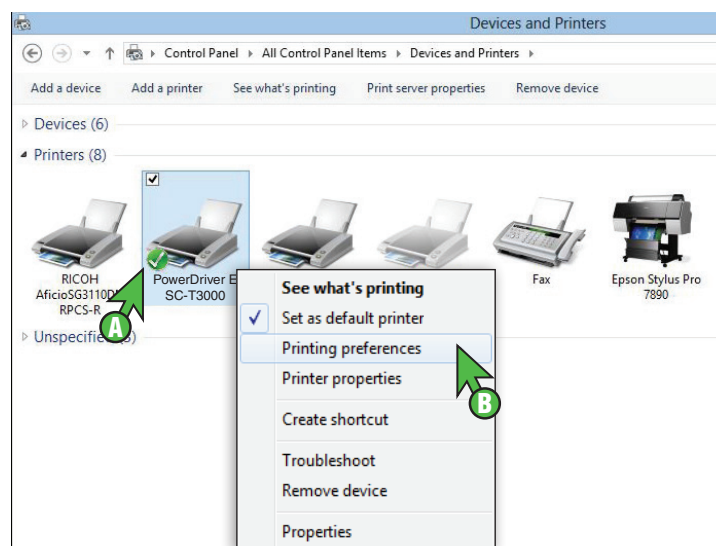 Devices and Printers
Control Panel All Control Panel Items Devices and Printers
Add a device Add a printer See what's printing Print server properties Remove device
Devices (6)
Printers (8)
RICOH
RPCS-R
PowerDriver
SC-T3000
Fax
Epson Stylus Pro
7890
A
See what's printing
Set as default printer
Printing preferences
Printer properties
Create shortcut
Troubleshoot
Remove device
Properties
B